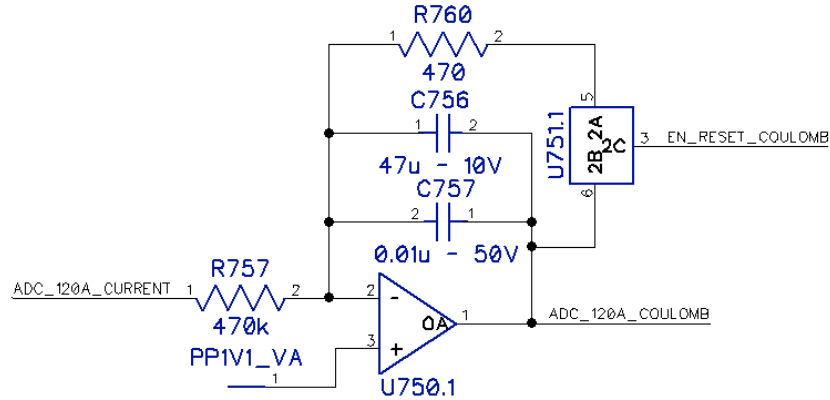 R760
1 2
470
C756
1 2
47u - 10V
C757
2 1
0.01u - 50V
5
2A
2B
2C
6
U751.1
3 EN_RESET_COULOMB
R757
ADC_120A_CURRENT 1 2
470k
2 -
OA 1 ADC_120A_COULOMB
3 +
PP1V1_VA
1
U750.1